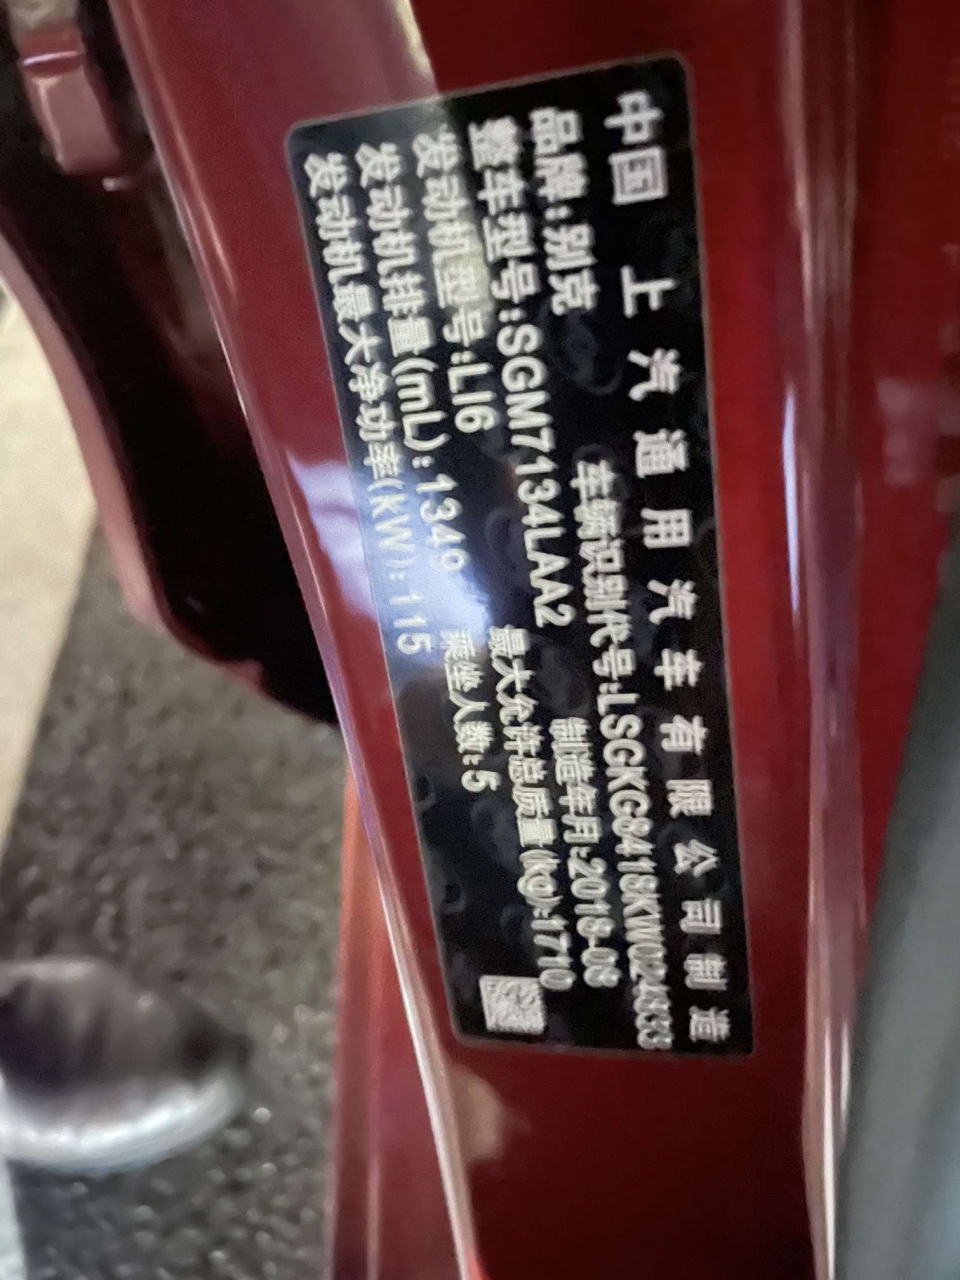 中国 上汽通用汽车有限公司制造
品牌:别克 车辆识别代号:
整车型号:SGM7134LAA2 制造年月:2018-08
发动机型号:LI6 最大允许总质量(kg):1710
发动机排量(mL):1349 乘坐人数:5
发动机最大净功率(KW):115